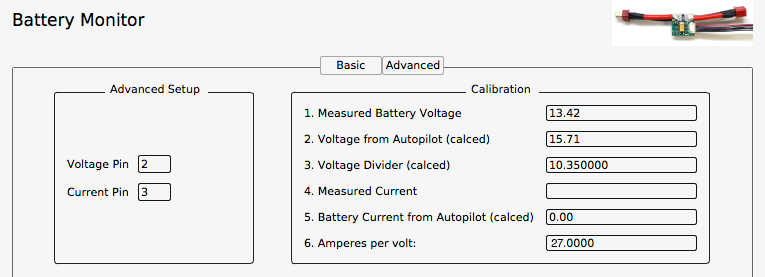 Battery Monitor
Basic Advanced
Advanced Setup
Voltage Pin 2
Current Pin 3
Calibration
1. Measured Battery Voltage 13.42
2. Voltage from Autopilot (calced) 15.71
3. Voltage Divider (calced) 10.350000
4. Measured Current
5. Battery Current from Autopilot (calced) 0.00
6. Amperes per volt: 27.0000